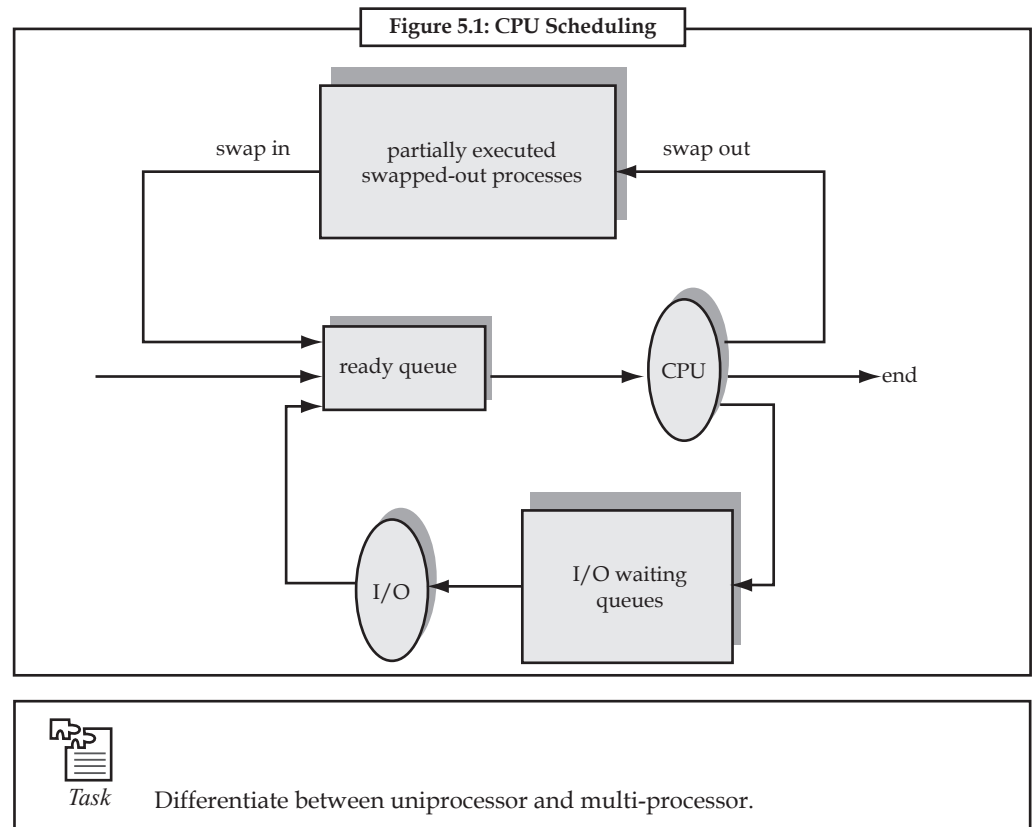 Figure 5.1: CPU Scheduling
swap in
partially executed
swapped-out processes
swap out
ready queue
CPU
end
I/O
I/O waiting
queues
Task
Differentiate between uniprocessor and multi-processor.